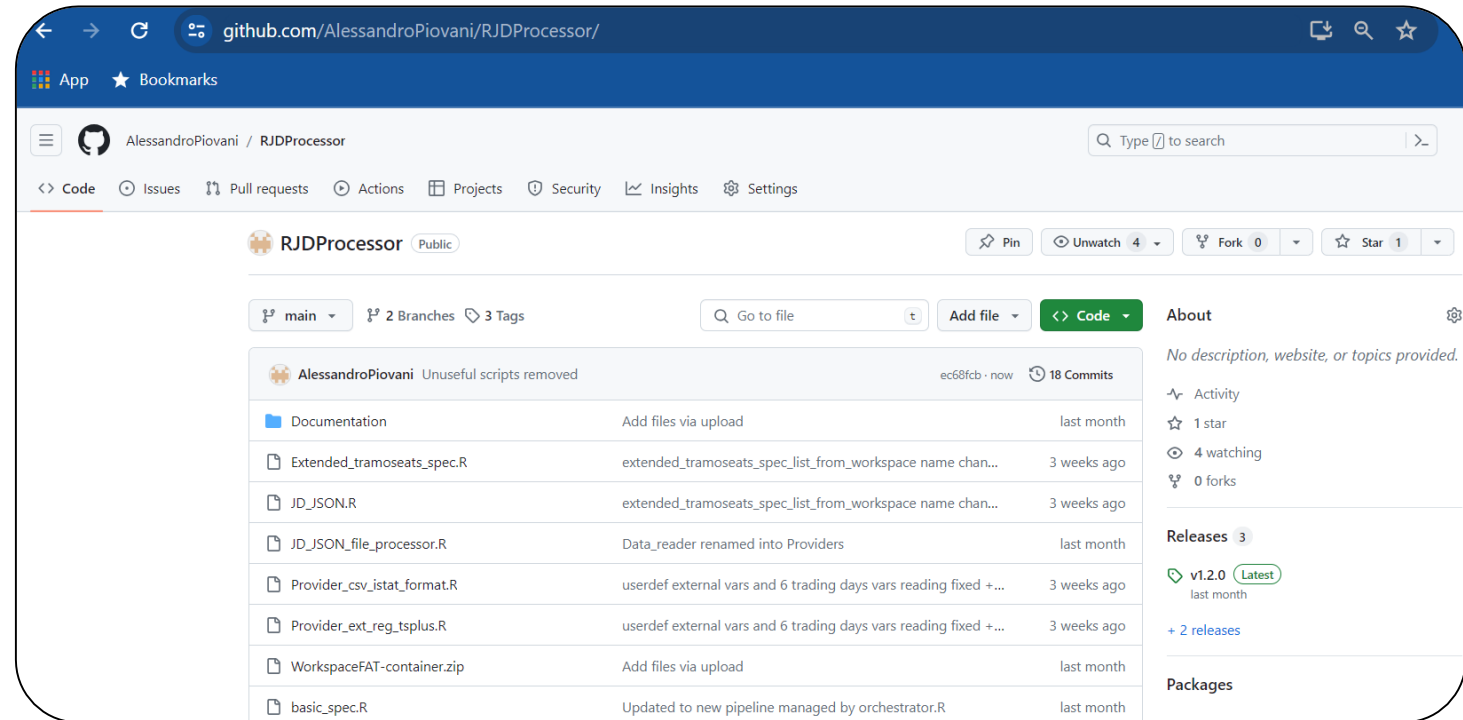 github.com/AlessandroPiovani/RJDProcessor/
App Bookmarks
AlessandroPiovani / RJDProcessor
Type / to search
Code Issues Pull requests Actions Projects Security Insights Settings
RJDProcessor Public
Pin Unwatch 4 Fork 0 Star 1
main 2 Branches 3 Tags Go to file t Add file <> Code
AlessandroPiovani Unuseful scripts removed ec68fcb · now 18 Commits
Documentation Add files via upload last month
Extended_tramoseats_spec.R extended_tramoseats_spec_list_from_workspace name chan... 3 weeks ago
JD_JSON.R extended_tramoseats_spec_list_from_workspace name chan... 3 weeks ago
JD_JSON_file_processor.R Data_reader renamed into Providers last month
Provider_csv_istat_format.R userdef external vars and 6 trading days vars reading fixed +... 3 weeks ago
Provider_ext_reg_tsplus.R userdef external vars and 6 trading days vars reading fixed +... 3 weeks ago
WorkspaceFAT-container.zip Add files via upload last month
basic_spec.R Updated to new pipeline managed by orchestrator.R last month
About
No description, website, or topics provided.
Activity
1 star
4 watching
0 forks
Releases 3
v1.2.0 Latest
last month
+ 2 releases
Packages